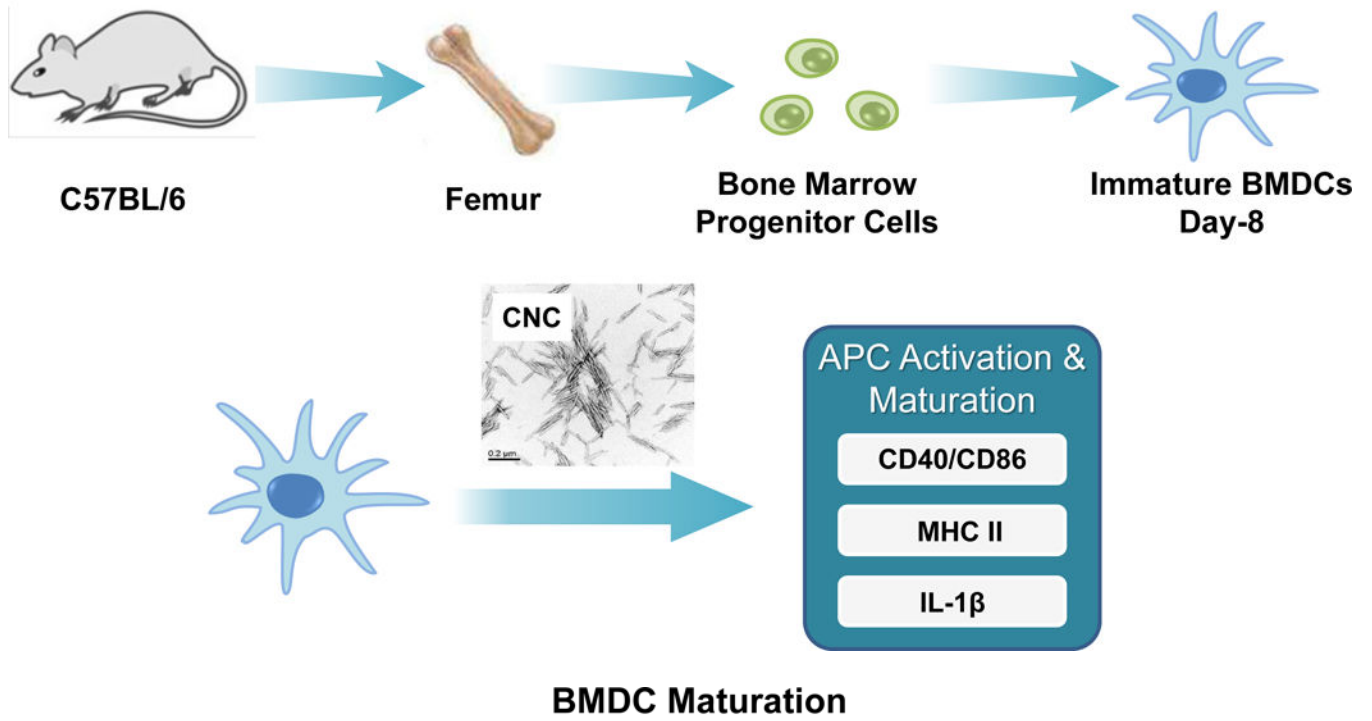 C57BL/6
Femur
Bone Marrow
Progenitor Cells
Immature BMDCs
Day-8
CNC
0.2 µm
APC Activation &
Maturation
CD40/CD86
MHC II
IL-1β
BMDC Maturation